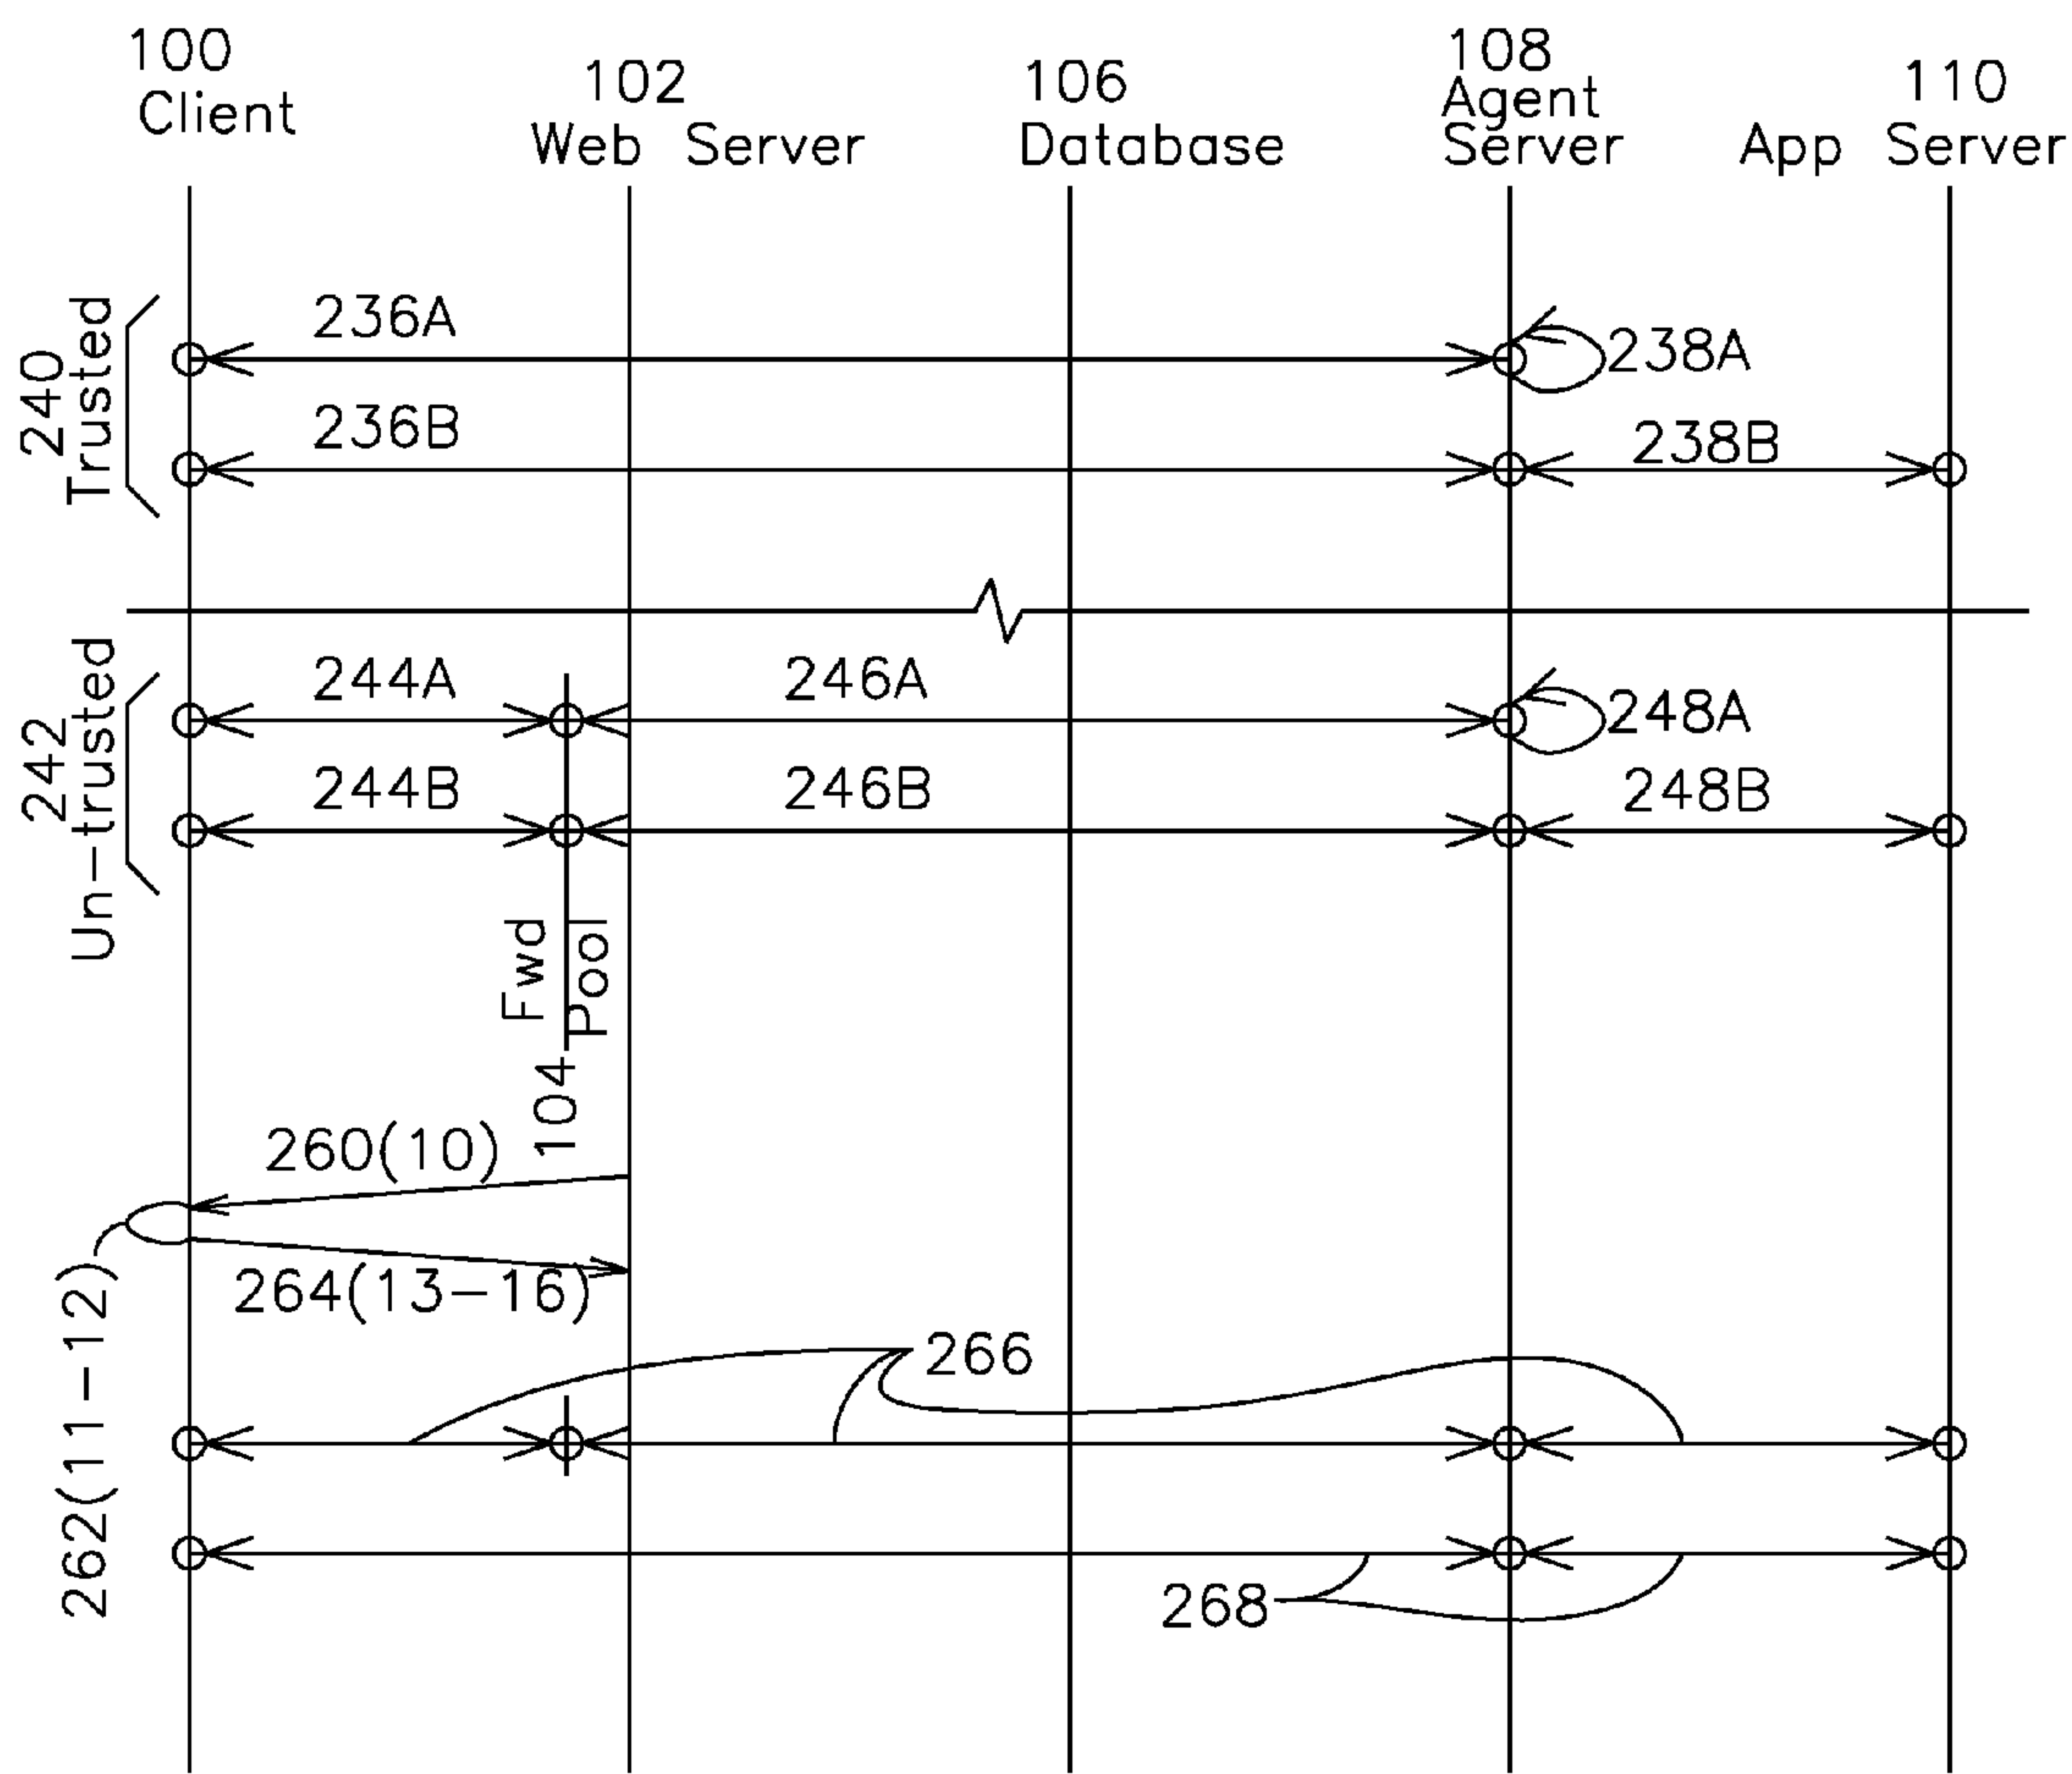 100
Client
102
Web Server
106
Database
108
Agent
Server
110
App Server
240
Trusted
236A
238A
236B
238B
242
Un-trusted
244A
246A
248A
244B
246B
248B
Fwd
Pool
104
260(10)
264(13-16)
262(11-12)
266
268